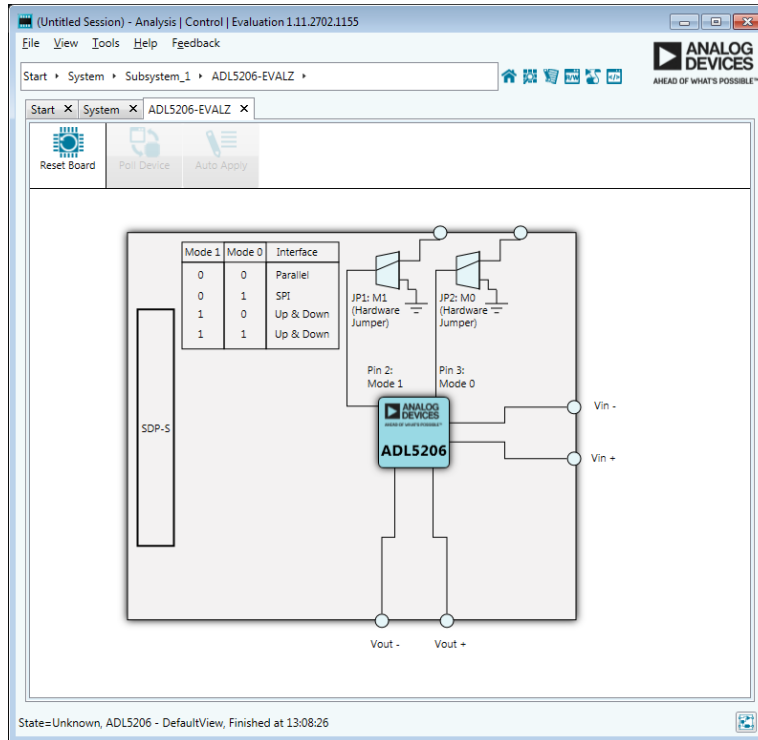 (Untitled Session) - Analysis | Control | Evaluation 1.11.2702.1155
File View Tools Help Feedback
Start System Subsystem_1 ADL5206-EVALZ
R/W
ANALOG
DEVICES
AHEAD OF WHAT'S POSSIBLE™
Start System ADL5206-EVALZ
Reset Board Poll Device Auto Apply
Mode 1 Mode 0 Interface
0 0 Parallel
0 1 SPI
1 0 Up & Down
1 1 Up & Down
JP1: M1
(Hardware
Jumper)
JP2: M0
(Hardware
Jumper)
Pin 2:
Mode 1
Pin 3:
Mode 0
SDP-S
ANALOG
DEVICES
AHEAD OF WHAT'S POSSIBLE™
ADL5206
Vin -
Vin +
Vout - Vout +
State=Unknown, ADL5206 - DefaultView, Finished at 13:08:26